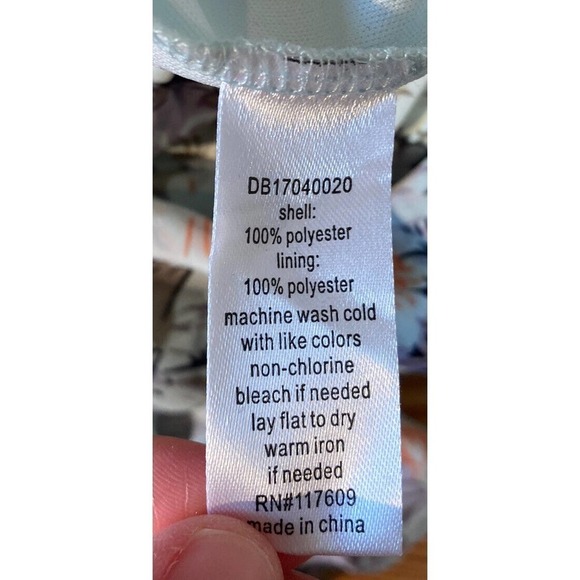 DB17040020
shell:
100% polyester
lining:
100% polyester
machine wash cold
with like colors
non-chlorine
bleach if needed
lay flat to dry
warm iron
if needed
RN#117609
made in china